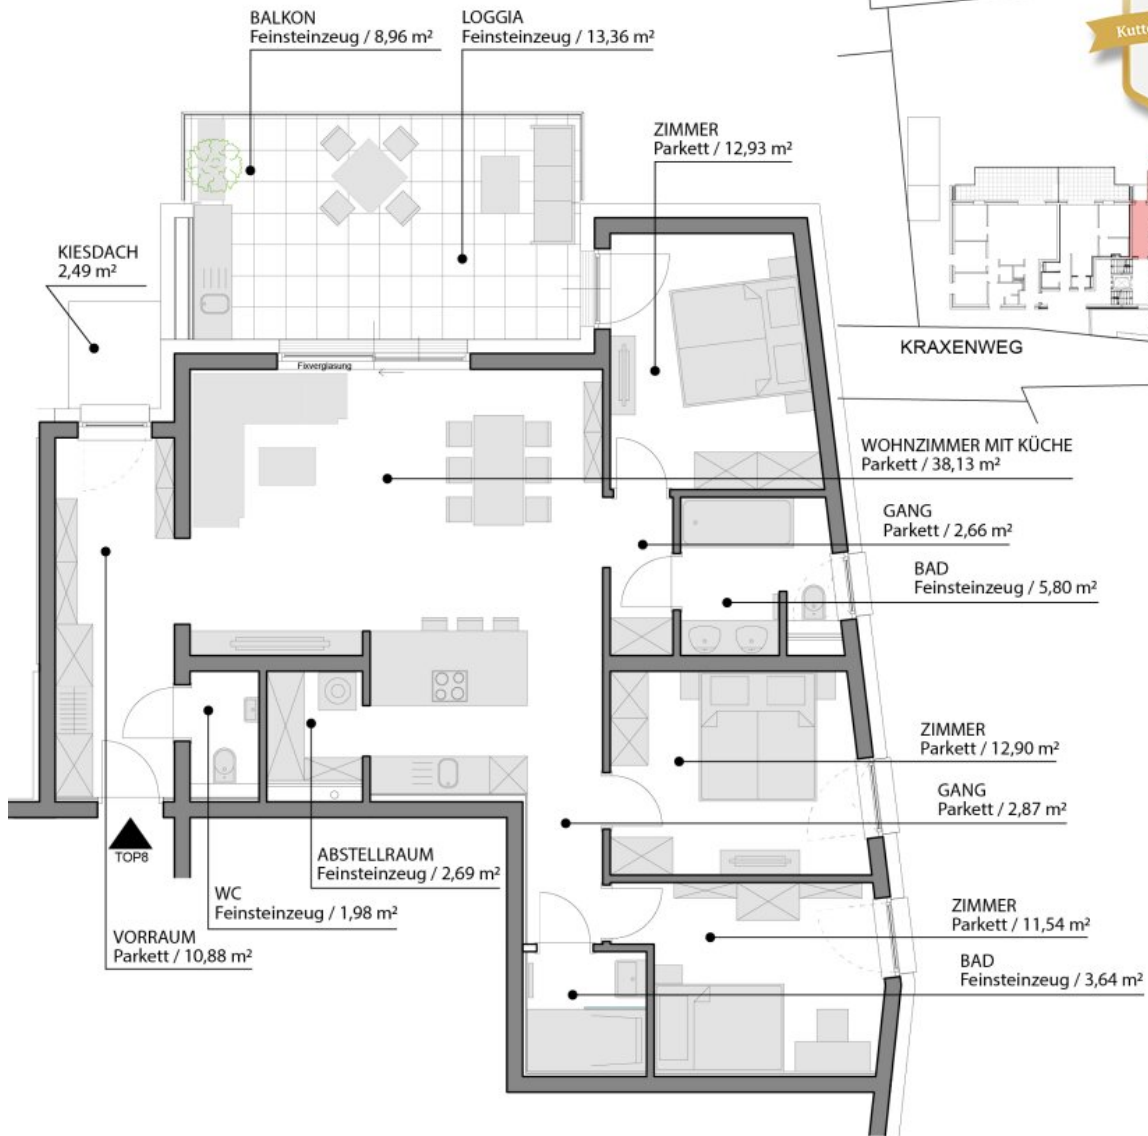 BALKON
Feinsteinzeug / 8,96 m²
LOGGIA
Feinsteinzeug / 13,36 m²
ZIMMER
Parkett / 12,93 m²
KIESDACH
2,49 m²
KRAXENWEG
Fixverglasung
WOHNZIMMER MIT KÜCHE
Parkett / 38,13 m²
GANG
Parkett / 2,66 m²
BAD
Feinsteinzeug / 5,80 m²
ZIMMER
Parkett / 12,90 m²
GANG
Parkett / 2,87 m²
TOP8
ABSTELLRAUM
Feinsteinzeug / 2,69 m²
WC
Feinsteinzeug / 1,98 m²
VORRAUM
Parkett / 10,88 m²
ZIMMER
Parkett / 11,54 m²
BAD
Feinsteinzeug / 3,64 m²